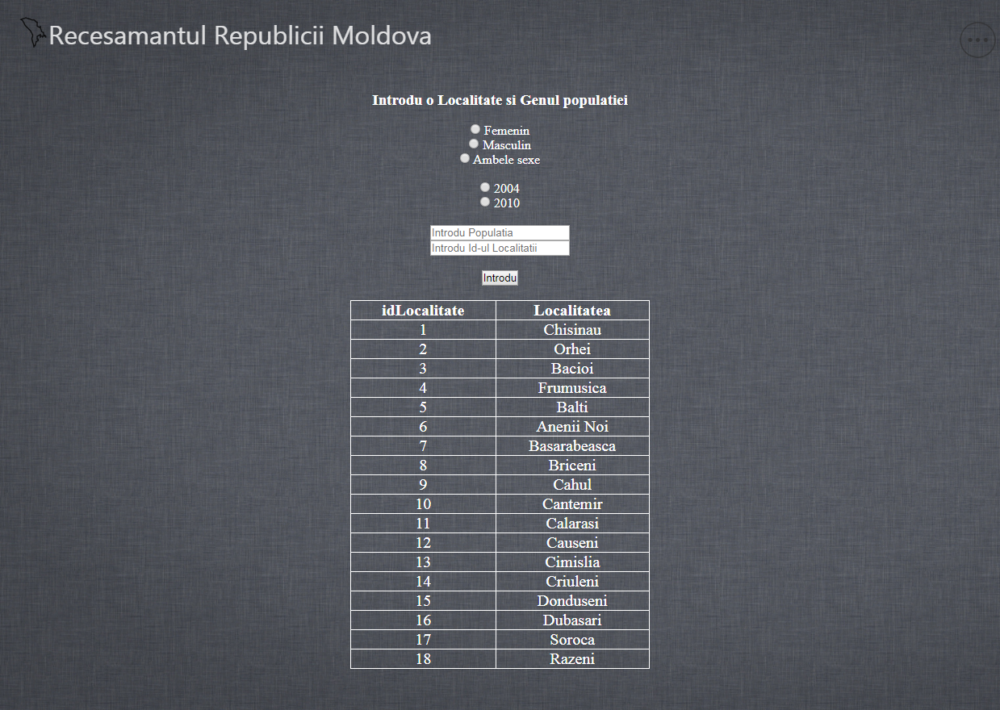 Recesamantul Republicii Moldova
Introdu o Localitate si Genul populatiei
Femenin
Masculin
Ambele sexe
2004
2010
Introdu Populatia
Introdu Id-ul Localitatii
Introdu
idLocalitate Localitatea
1 Chisinau
2 Orhei
3 Bacioi
4 Frumusica
5 Balti
6 Anenii Noi
7 Basarabeasca
8 Briceni
9 Cahul
10 Cantemir
11 Calarasi
12 Causeni
13 Cimislia
14 Criuleni
15 Donduseni
16 Dubasari
17 Soroca
18 Razeni